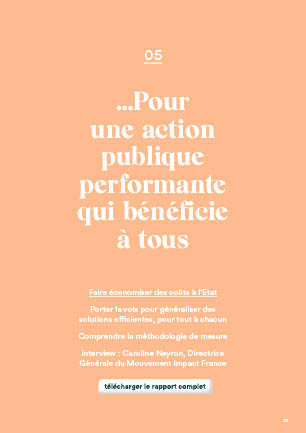 05
...Pour
une action
publique
performante
qui bénéficie
à tous
Faire économiser des coûts à l'Etat
Porter la voix pour généraliser des
solutions efficientes, pour tout à chacun
Comprendre la méthodologie de mesure
Interview : Caroline Neyron, Directrice
Générale du Mouvement Impact France
télécharger le rapport complet